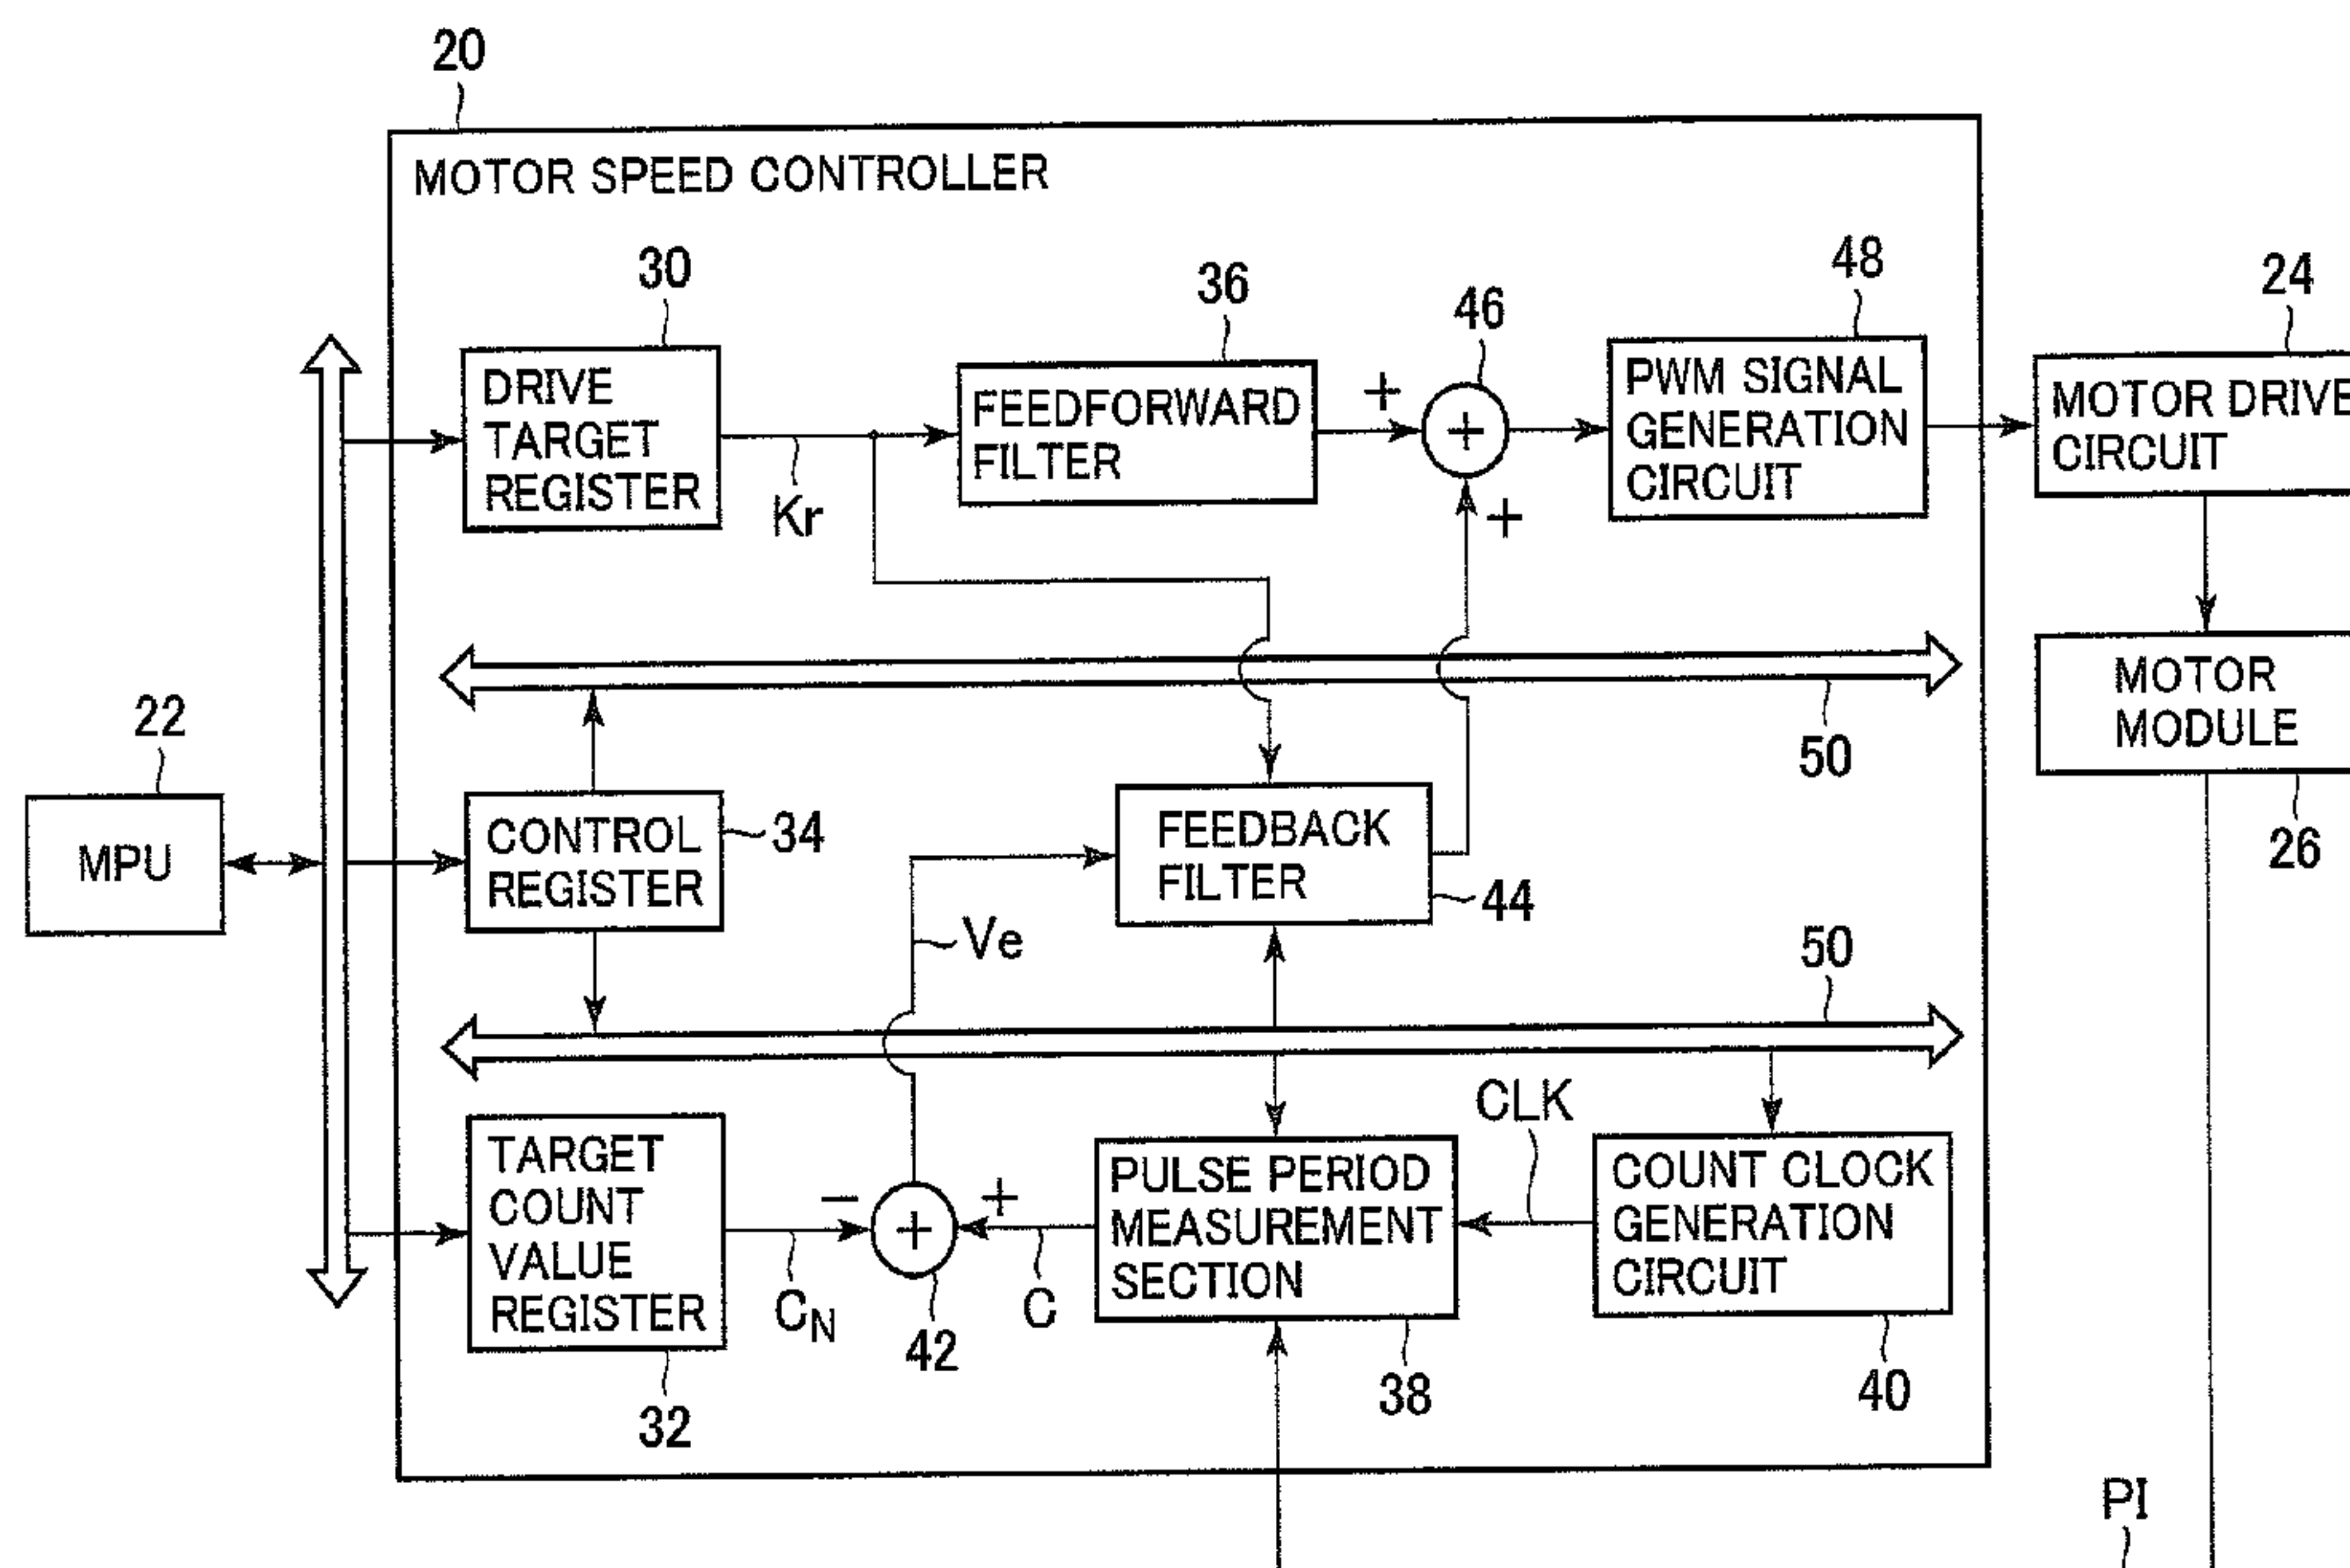 20
MOTOR SPEED CONTROLLER
30
DRIVE
TARGET
REGISTER
Kr
36
FEEDFORWARD
FILTER
+
46
+
+
48
PWM SIGNAL
GENERATION
CIRCUIT
24
MOTOR DRIVE
CIRCUIT
50
MOTOR
MODULE
26
22
MPU
CONTROL
REGISTER
34
FEEDBACK
FILTER
44
Ve
50
TARGET
COUNT
VALUE
REGISTER
32
CN
−
+
+
42
C
PULSE PERIOD
MEASUREMENT
SECTION
38
CLK
COUNT CLOCK
GENERATION
CIRCUIT
40
PI